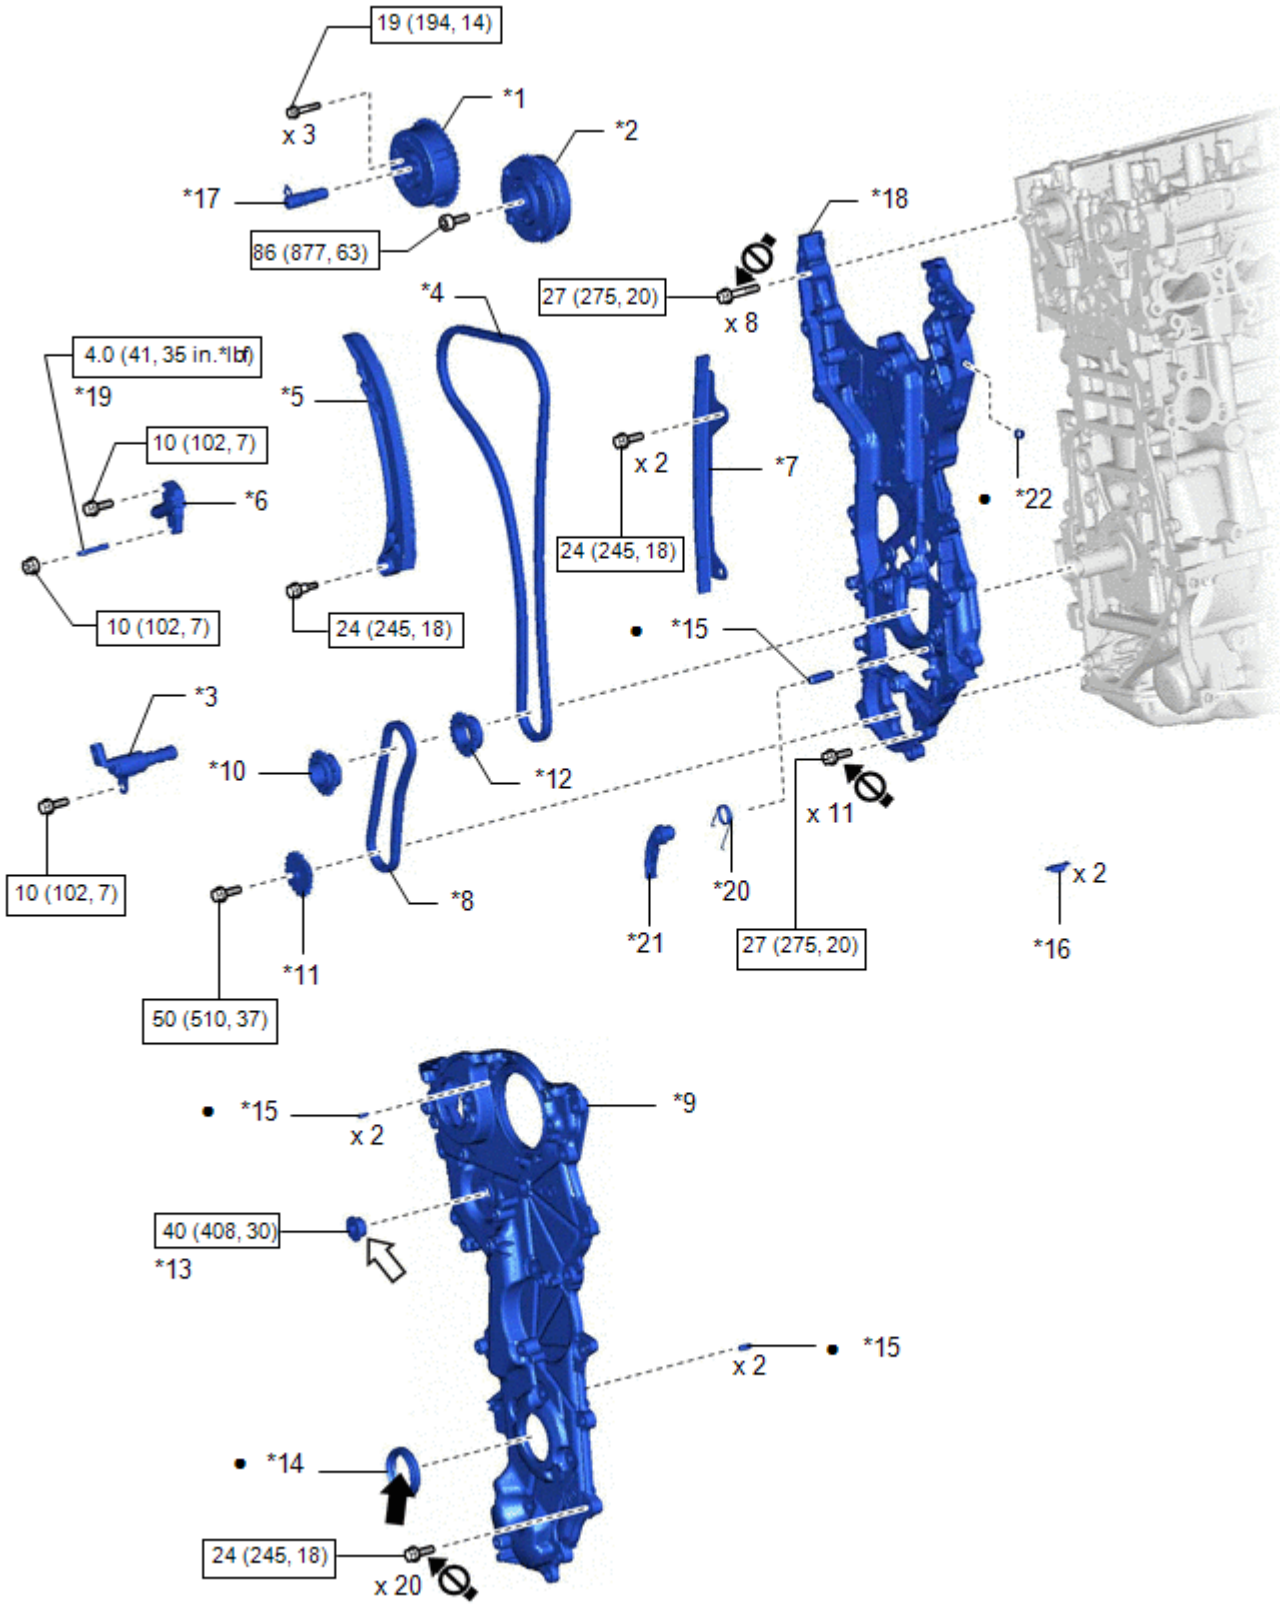 19 (194, 14)
*1
x 3
*2
*17
*18
86 (877, 63)
*4
27 (275, 20)
x 8
4.0 (41, 35 in.*lbf)
*19
*5
10 (102, 7)
x 2
*7
*6
● *22
24 (245, 18)
10 (102, 7)
24 (245, 18)
● *15
*3
*10
*12
x 11
10 (102, 7)
*8
*20
x 2
*21
27 (275, 20)
*16
*11
50 (510, 37)
● *15
x 2
*9
40 (408, 30)
*13
x 2
● *15
● *14
24 (245, 18)
x 20